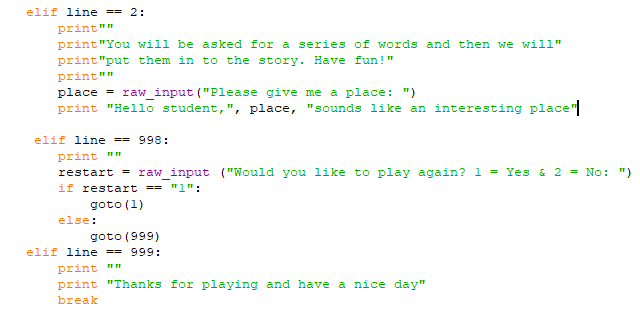 elif line == 2:
    print""
    print"You will be asked for a series of words and then we will"
    print"put them in to the story. Have fun!"
    print""
    place = raw_input("Please give me a place: ")
    print "Hello student,", place, "sounds like an interesting place"

 elif line == 998:
    print ""
    restart = raw_input ("Would you like to play again? 1 = Yes & 2 = No: ")
    if restart == "1":
        goto(1)
    else:
        goto(999)
elif line == 999:
    print ""
    print "Thanks for playing and have a nice day"
    break